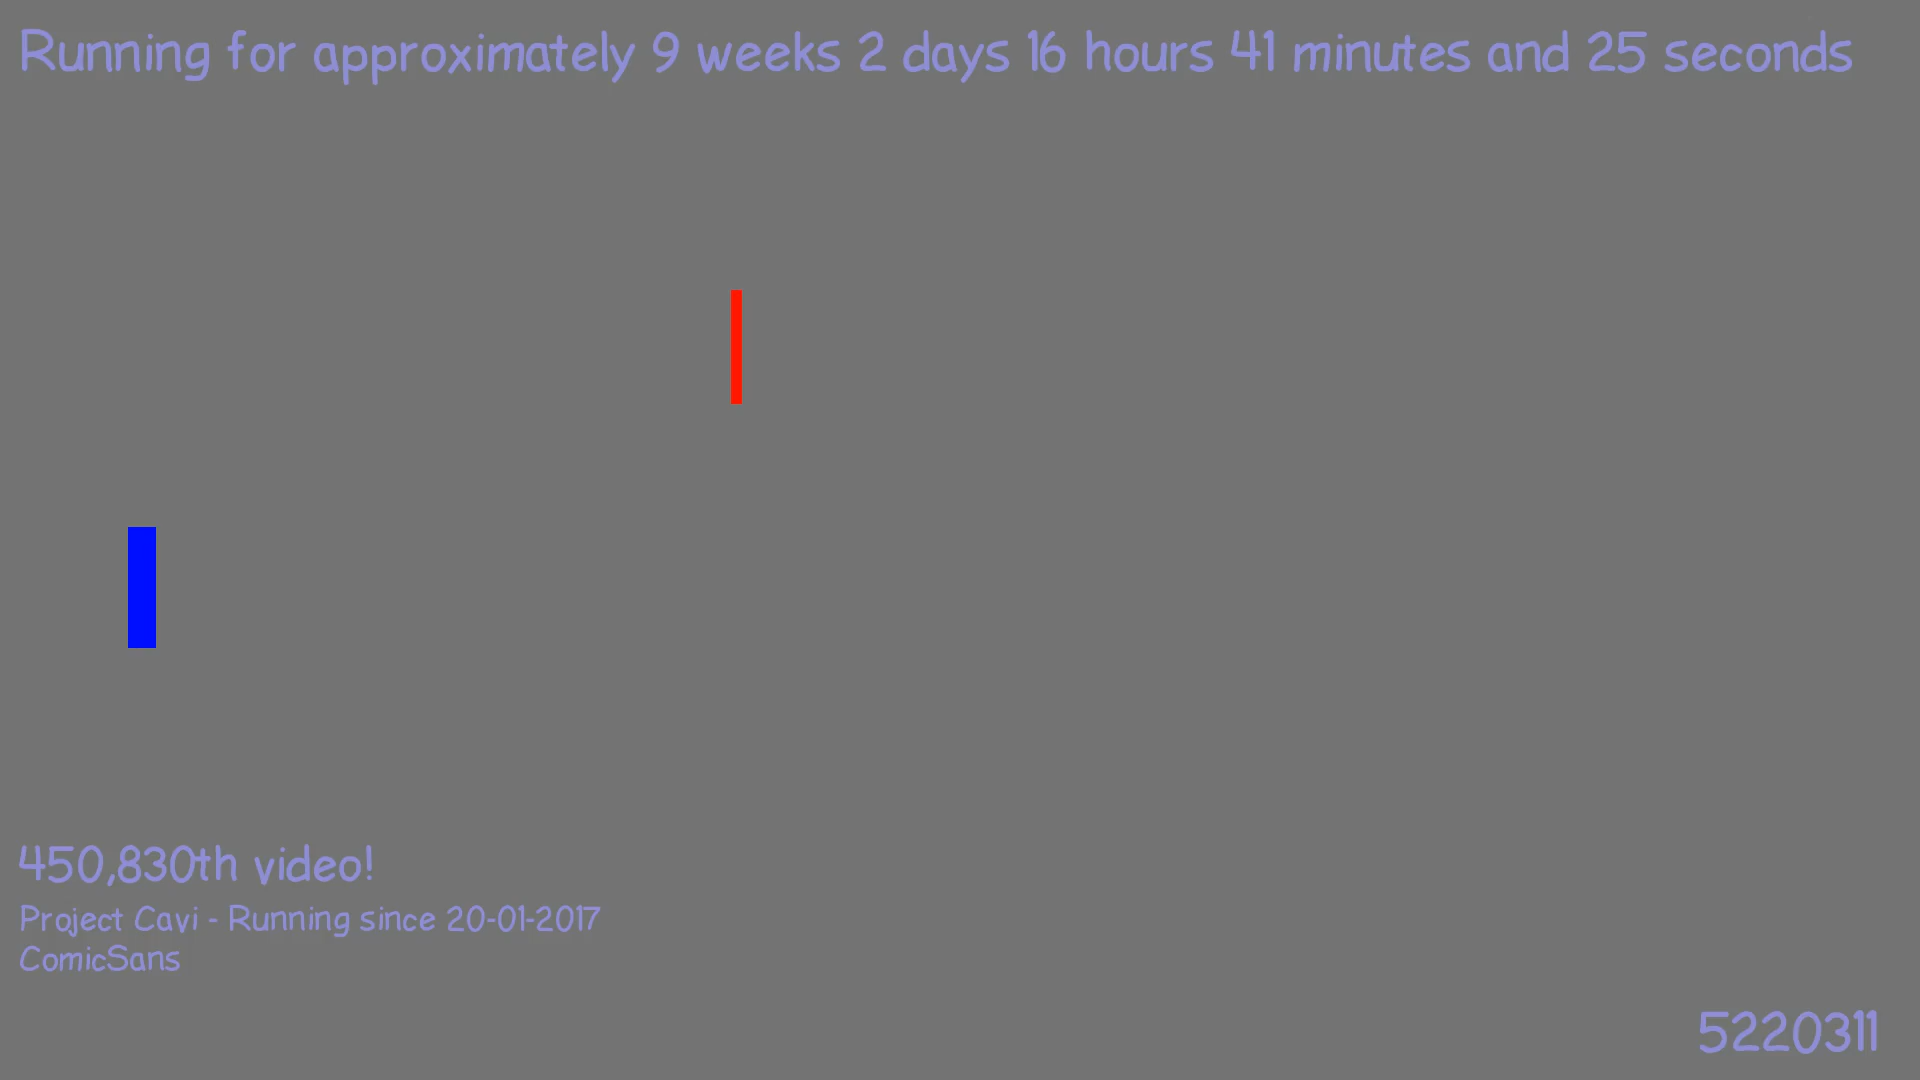 Running for approximately 9 weeks 2 days 16 hours 41 minutes and 25 seconds
450,830th video!
Project Cavi - Running since 20-01-2017
ComicSans
5220311